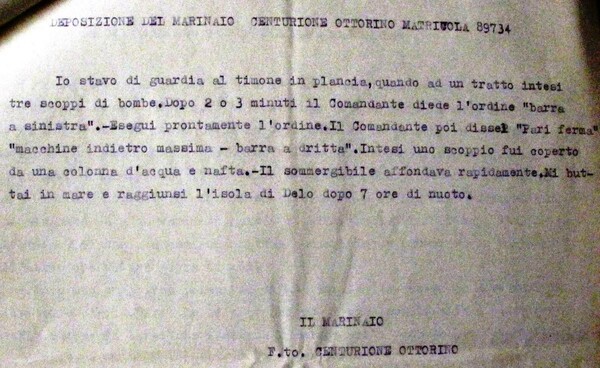 DEPOSIZIONE DEL MARINAIO CENTURIONE OTTORINO MATRIUOLA 89734
Io stavo di guardia al timone in plancia,quando ad un tratto intesi
tre scoppi di bombe.Dopo 2 o 3 minuti il Comandante diede l'ordine "barra
a sinistra".-Esegui prontamente l'ordine.Il Comandante poi disse: "Pari ferma"
"macchine indietro massima - barra a dritta".Intesi uno scoppio fui coperto
da una colonna d'acqua e nafta.-Il sommergibile affondava rapidamente.Mi but-
tai in mare e raggiunsi l'isola di Delo dopo 7 ore di nuoto.
IL MARINAIO
F.to. CENTURIONE OTTORINO